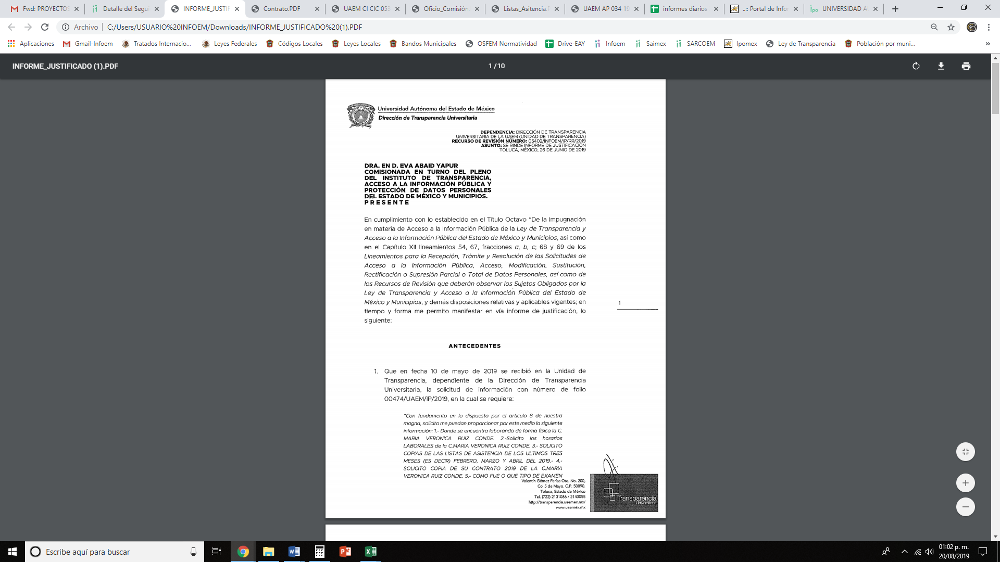 Fwd: PROYECTOS
Detalle del Segui
INFORME_JUSTIF
Contrato.PDF
UAEM CI CIC 053
Oficio_Comisión.
Listas_Asitencia.P
UAEM AP 034 19
informes diarios
..:: Portal de Infor
UNIVERSIDAD A
Archivo C:/Users/USUARIO%20INFOEM/Downloads/INFORME_JUSTIFICADO%20(1).PDF
Aplicaciones
Gmail-Infoem
Tratados Internacio...
Leyes Federales
Códigos Locales
Leyes Locales
Bandos Municipales
OSFEM Normatividad
Drive-EAY
Infoem
Saimex
SARCOEM
Ipomex
Ley de Transparencia
Población por muni...
»
INFORME_JUSTIFICADO (1).PDF
1 / 10
Universidad Autónoma del Estado de México
Dirección de Transparencia Universitaria
DEPENDENCIA: DIRECCIÓN DE TRANSPARENCIA
UNIVERSITARIA DE LA UAEM (UNIDAD DE TRANSPARENCIA)
RECURSO DE REVISIÓN NÚMERO: 05402/INFOEM/IP/RR/2019
ASUNTO: SE RINDE INFORME DE JUSTIFICACIÓN
TOLUCA, MÉXICO, 26 DE JUNIO DE 2019
DRA. EN D. EVA ABAID YAPUR
COMISIONADA EN TURNO DEL PLENO
DEL INSTITUTO DE TRANSPARENCIA,
ACCESO A LA INFORMACIÓN PÚBLICA Y
PROTECCIÓN DE DATOS PERSONALES
DEL ESTADO DE MÉXICO Y MUNICIPIOS.
P R E S E N T E
En cumplimiento con lo establecido en el Título Octavo "De la impugnación
en materia de Acceso a la Información Pública de la Ley de Transparencia y
Acceso a la Información Pública del Estado de México y Municipios, así como
en el Capítulo XII lineamientos 54, 67, fracciones a, b, c; 68 y 69 de los
Lineamientos para la Recepción, Trámite y Resolución de las Solicitudes de
Acceso a la Información Pública, Acceso, Modificación, Sustitución,
Rectificación o Supresión Parcial o Total de Datos Personales, así como de
los Recursos de Revisión que deberán observar los Sujetos Obligados por la
Ley de Transparencia y Acceso a la Información Pública del Estado de
México y Municipios, y demás disposiciones relativas y aplicables vigentes; en
tiempo y forma me permito manifestar en vía informe de justificación, lo
siguiente:
1
ANTECEDENTES
1. Que en fecha 10 de mayo de 2019 se recibió en la Unidad de
Transparencia, dependiente de la Dirección de Transparencia
Universitaria, la solicitud de información con número de folio
00474/UAEM/IP/2019, en la cual se requiere:
"Con fundamento en lo dispuesto por el articulo 8 de nuestra
magna, solicito me puedan proporcionar por este medio la siguiente
información: 1.- Donde se encuentra laborando de forma física la C.
MARIA VERONICA RUIZ CONDE. 2.-Solicito los horarios
LABORALES de la C.MARIA VERONICA RUIZ CONDE. 3.- SOLICITO
COPIAS DE LAS LISTAS DE ASISTENCIA DE LOS ULTIMOS TRES
MESES (ES DECIR) FEBRERO, MARZO Y ABRIL DEL 2019.- 4.-
SOLICITO COPIA DE SU CONTRATO 2019 DE LA C.MARIA
VERONICA RUIZ CONDE. 5.- COMO FUE O QUE TIPO DE EXAMEN
Valentín Gómez Farías Ote. No. 200,
Col.5 de Mayo. C.P. 50090.
Toluca, Estado de México
Tel. (722) 2131086 / 2143055
http://transparencia.uaemex.mx/
www.uaemex.mx
Transparencia
Universitaria
Escribe aquí para buscar
01:02 p. m.
20/08/2019